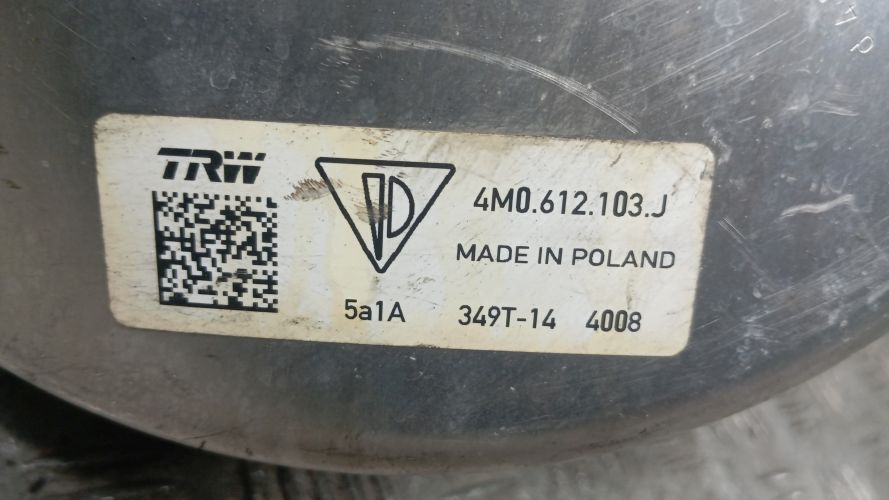 TRW
4M0.612.103.J
MADE IN POLAND
5a1A 349T-14 4008